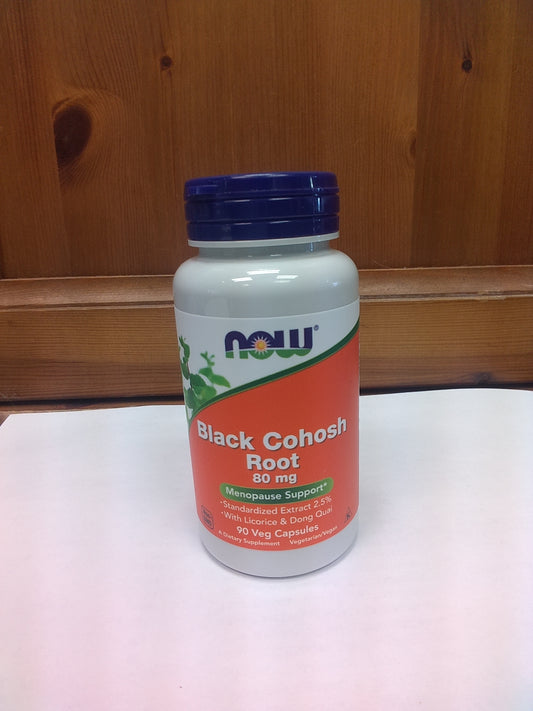 NOW®
Black Cohosh
Root
80 mg
Menopause Support*
•Standardized Extract 2.5%
•With Licorice & Dong Quai
90 Veg Capsules
A Dietary Supplement Vegetarian/Vegan